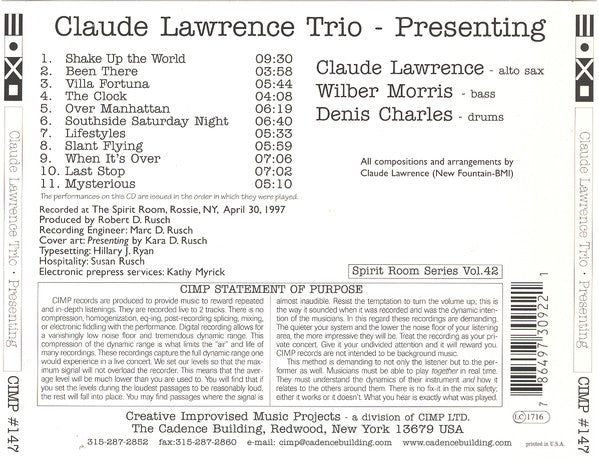 Claude Lawrence Trio - Presenting
1. Shake Up the World 09:30
2. Been There 03:58
3. Villa Fortuna 05:44
4. The Clock 04:08
5. Over Manhattan 06:19
6. Southside Saturday Night 06:40
7. Lifestyles 05:33
8. Slant Flying 05:59
9. When It's Over 07:06
10. Last Stop 07:02
11. Mysterious 05:10
The performances on this CD are issued in the order in which they were played.
Claude Lawrence - alto sax
Wilber Morris - bass
Denis Charles - drums
All compositions and arrangements by
Claude Lawrence (New Fountain-BMI)
Recorded at The Spirit Room, Rossie, NY, April 30, 1997
Produced by Robert D. Rusch
Recording Engineer: Marc D. Rusch
Cover art: Presenting by Kara D. Rusch
Typesetting: Hillary J. Ryan
Hospitality: Susan Rusch
Electronic prepress services: Kathy Myrick
Spirit Room Series Vol.42
CIMP STATEMENT OF PURPOSE
CIMP records are produced to provide music to reward repeated
and in-depth listenings. They are recorded live to 2 tracks. There is no
compression, homogenization, eq-ing, post-recording splicing, mixing,
or electronic fiddling with the performance. Digital recording allows for
a vanishingly low noise floor and tremendous dynamic range. This
compression of the dynamic range is what limits the "air" and life of
many recordings. These recordings capture the full dynamic range one
would experience in a live concert. We set our levels so that the max-
imum signal will not overload the recorder. This means that the aver-
age level will be much lower than you are used to. You will find that if
you set the levels during the loudest passages to be reasonably loud,
the rest will fall into place. You may find passages where the signal is
almost inaudible. Resist the temptation to turn the volume up; this is
the way it sounded when it was recorded and was the dynamic inten-
tion of the musicians. In this regard these recordings are demanding.
The quieter your system and the lower the noise floor of your listening
area, the more impressive they will be. Treat the recording as your pri-
vate concert. Give it your undivided attention and it will reward you.
CIMP records are not intended to be background music.
This method is demanding not only on the listener but to the per-
former as well. Musicians must be able to play together in real time.
They must understand the dynamics of their instrument and how it
relates to the others around them. There is no fix-it in the mix safety;
either it works or it doesn't. What you hear is exactly what was played.
Creative Improvised Music Projects - a division of CIMP LTD.
The Cadence Building, Redwood, New York 13679 USA
315-287-2852 fax:315-287-2860 e-mail: cimp@cadencebuilding.com www.cadencebuilding.com
7 86497 30922 1
LC 1716
printed in U.S.A.
Claude Lawrence Trio · Presenting
CIMP #147
Claude Lawrence Trio · Presenting
CIMP #147